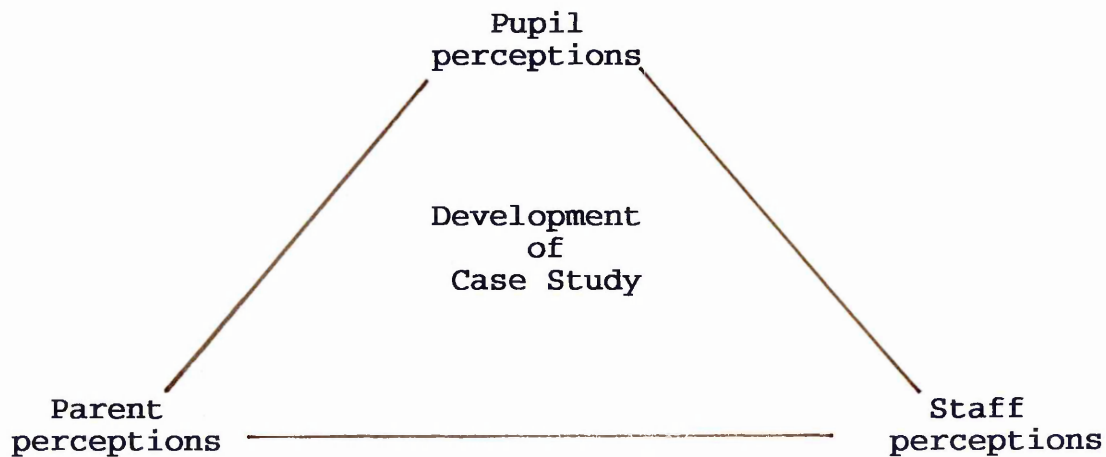 Pupil
perceptions
Development
of
Case Study
Parent
perceptions
Staff
perceptions